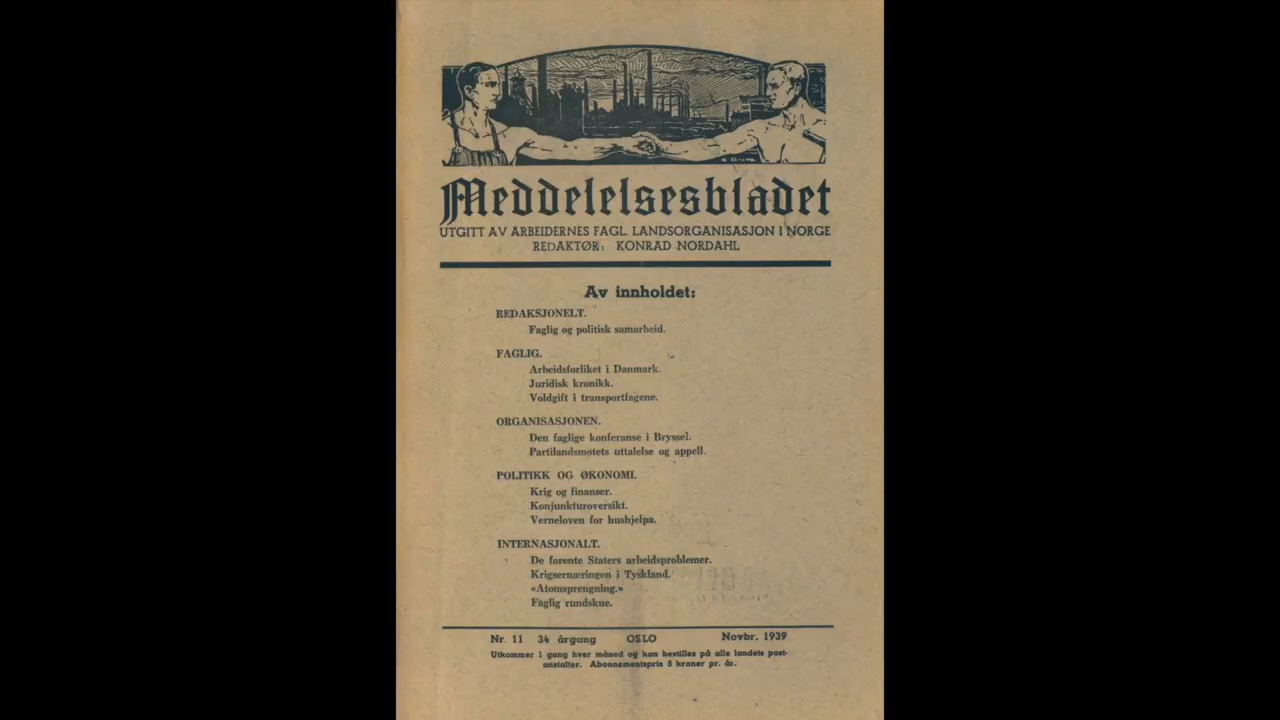 Meddelelsesbladet
UTGITT AV ARBEIDERNES FAGL. LANDSORGANISASJON I NORGE
REDAKTØR: KONRAD NORDAHL
Av innholdet:
REDAKSJONELT.
Faglig og politisk samarbeid.
FAGLIG.
Arbeidsforliket i Danmark.
Juridisk kronikk.
Voldgift i transportfagene.
ORGANISASJONEN.
Den faglige konferanse i Bryssel.
Partilandsmøtets uttalelse og appell.
POLITIKK OG ØKONOMI.
Krig og finanser.
Konjunkturoversikt.
Verneloven for hushjelpa.
INTERNASJONALT.
De forente Staters arbeidsproblemer.
Krigsernæringen i Tyskland.
«Atomsprengning.»
Faglig rundskue.
Nr. 11 34 årgang OSLO Novbr. 1939
Utkommer 1 gang hver måned og kan bestilles på alle landets post-
anstalter. Abonnementspris 5 kroner pr. år.